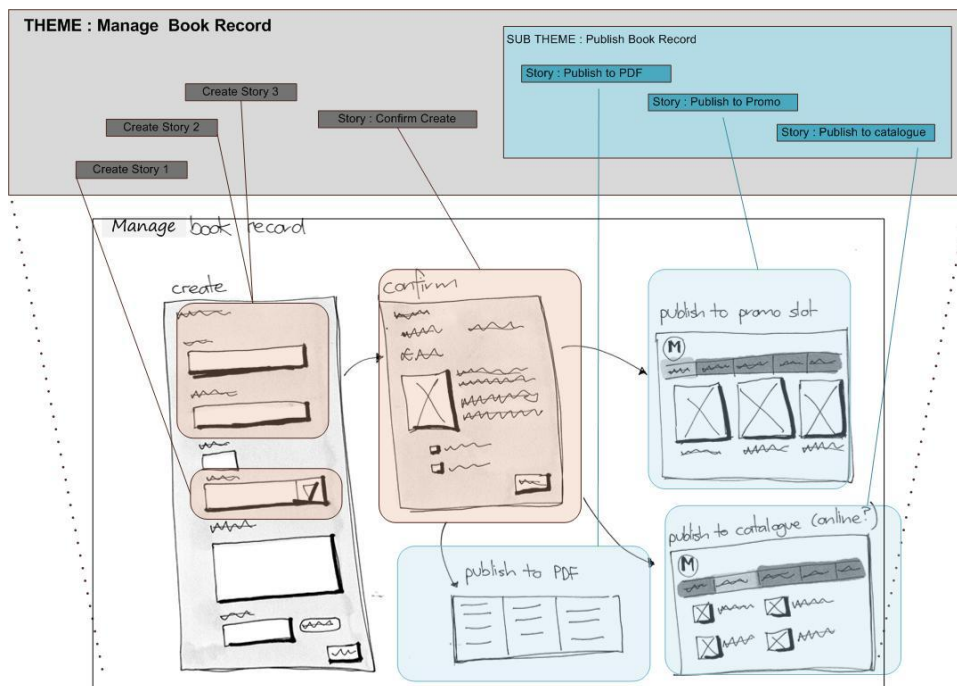 THEME : Manage Book Record
SUB THEME : Publish Book Record
Story : Publish to PDF
Create Story 3
Story : Publish to Promo
Story : Confirm Create
Create Story 2
Story : Publish to catalogue
Create Story 1
Manage book record
create
confirm
publish to promo slot
M
publish to catalogue (online?)
M
publish to PDF